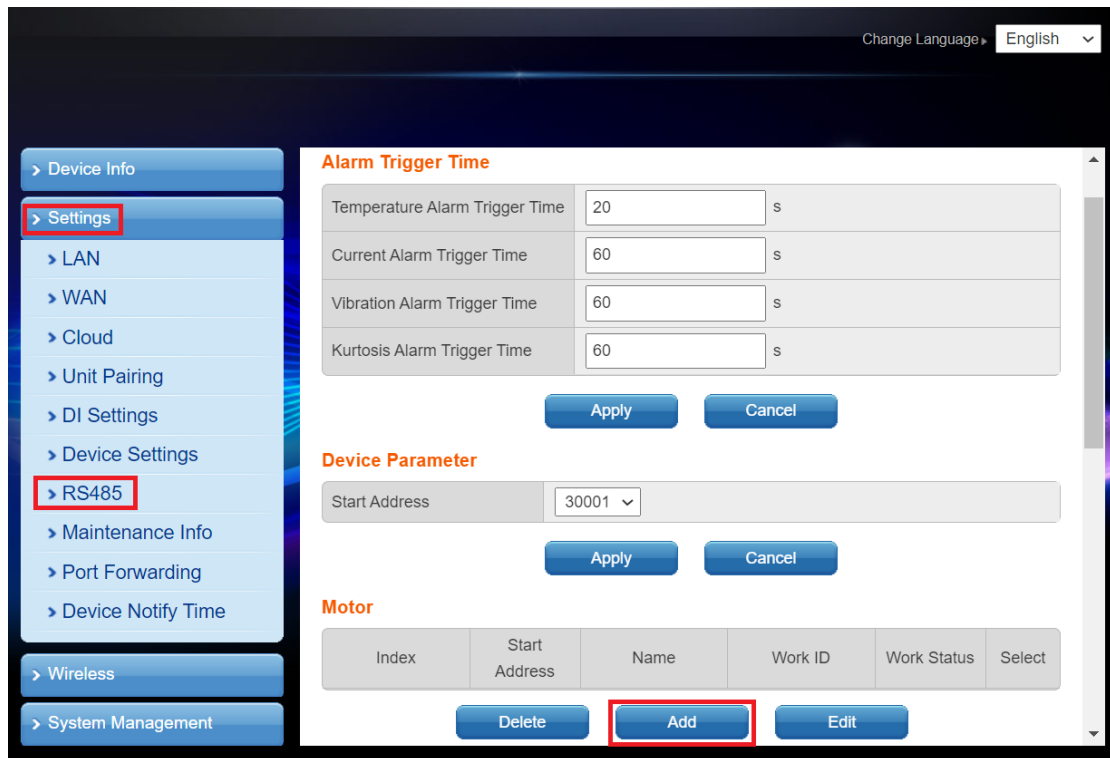 Change Language
English
Device Info
Settings
LAN
WAN
Cloud
Unit Pairing
DI Settings
Device Settings
RS485
Maintenance Info
Port Forwarding
Device Notify Time
Wireless
System Management
Alarm Trigger Time
Temperature Alarm Trigger Time 20 s
Current Alarm Trigger Time 60 s
Vibration Alarm Trigger Time 60 s
Kurtosis Alarm Trigger Time 60 s
Apply Cancel
Device Parameter
Start Address 30001
Apply Cancel
Motor
Index Start Address Name Work ID Work Status Select
Delete Add Edit